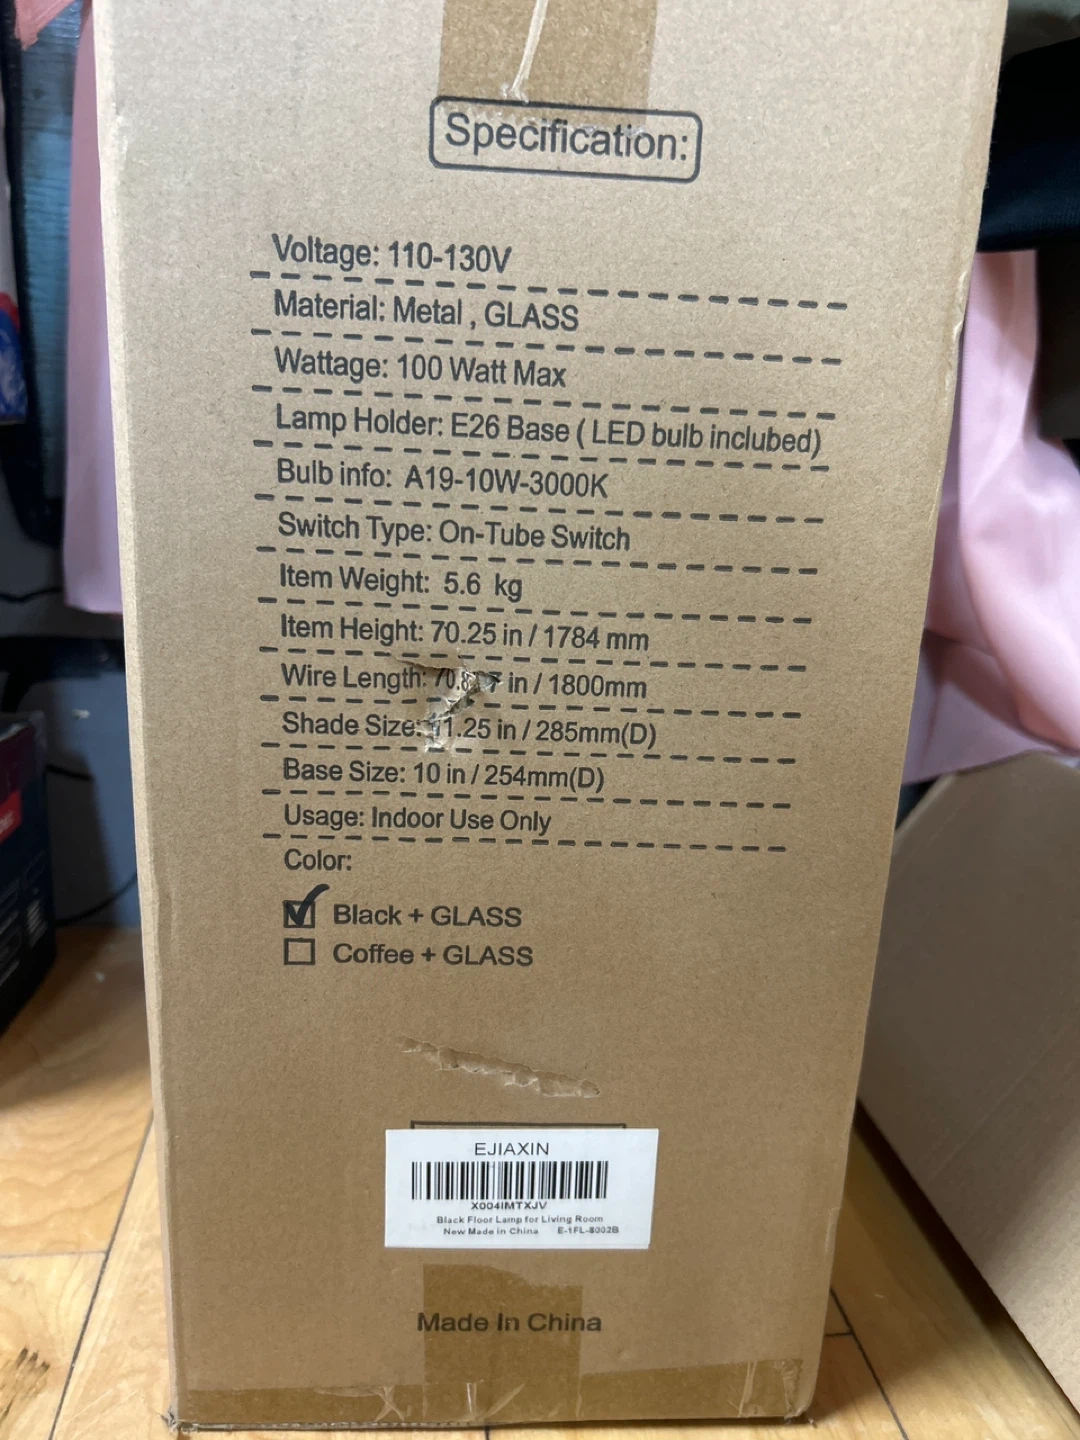 Specification:
Voltage: 110-130V
Material: Metal , GLASS
Wattage: 100 Watt Max
Lamp Holder: E26 Base ( LED bulb inclubed)
Bulb info: A19-10W-3000K
Switch Type: On-Tube Switch
Item Weight: 5.6 kg
Item Height: 70.25 in / 1784 mm
Wire Length: in / 1800mm
Shade Size: in / 285mm(D)
Base Size: 10 in / 254mm(D)
Usage: Indoor Use Only
Color:
Black + GLASS
Coffee + GLASS
EJIAXIN
X004IMTXJV
Black Floor Lamp for Living Room
New Made in China E-1FL-8002B
Made In China